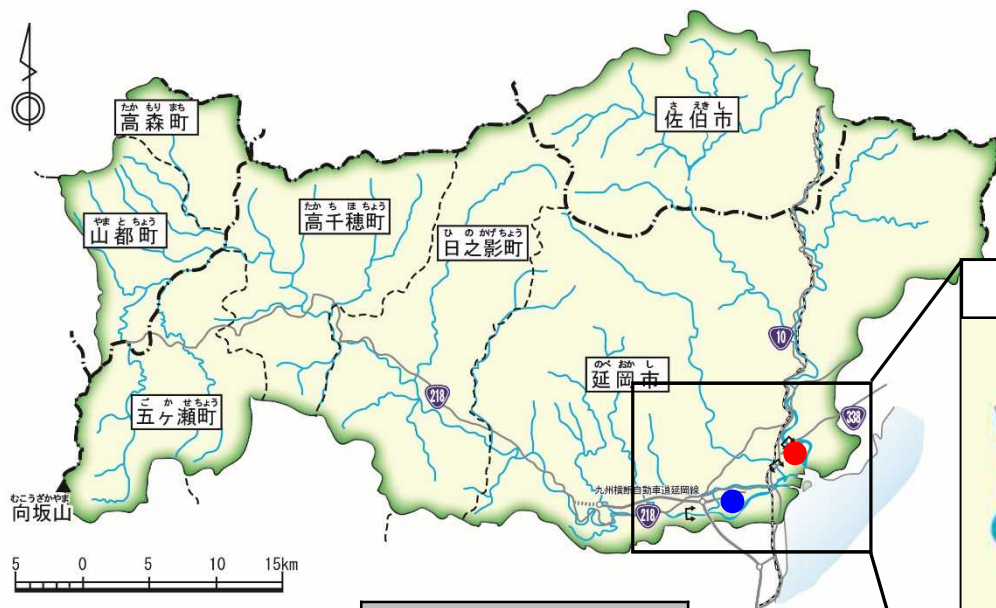 たかもりまち
高森町
さえきし
佐伯市
やまとちょう
山都町
たかちほちょう
高千穂町
ひのかげちょう
日之影町
10
のべおかし
延岡市
218
338
ごかせちょう
五ヶ瀬町
むこうざかやま
向坂山
九州横断自動車道延岡線
218
5 0 5 10 15km